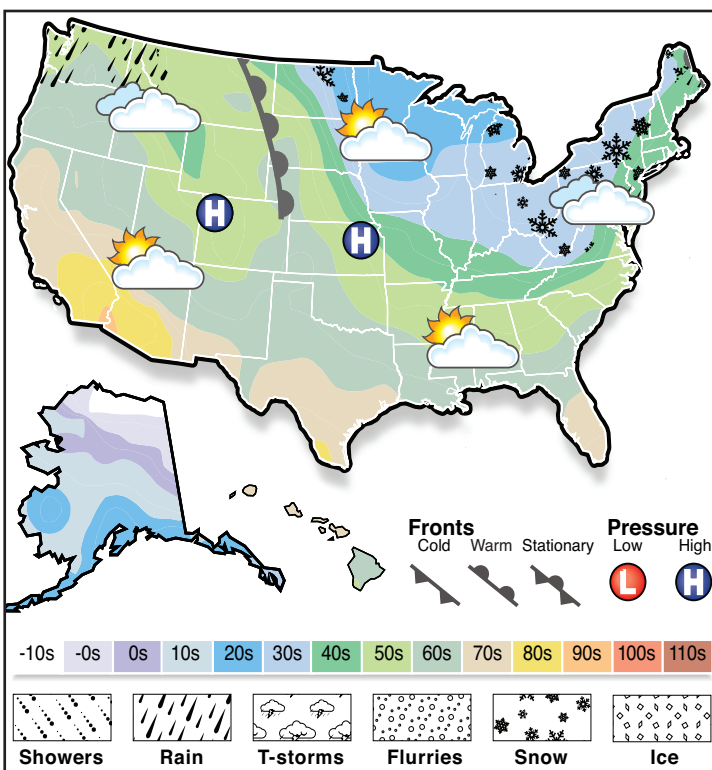 H
H
Fronts
Cold Warm Stationary
Pressure
Low High
L H
-10s -0s 0s 10s 20s 30s 40s 50s 60s 70s 80s 90s 100s 110s
Showers Rain T-storms Flurries Snow Ice